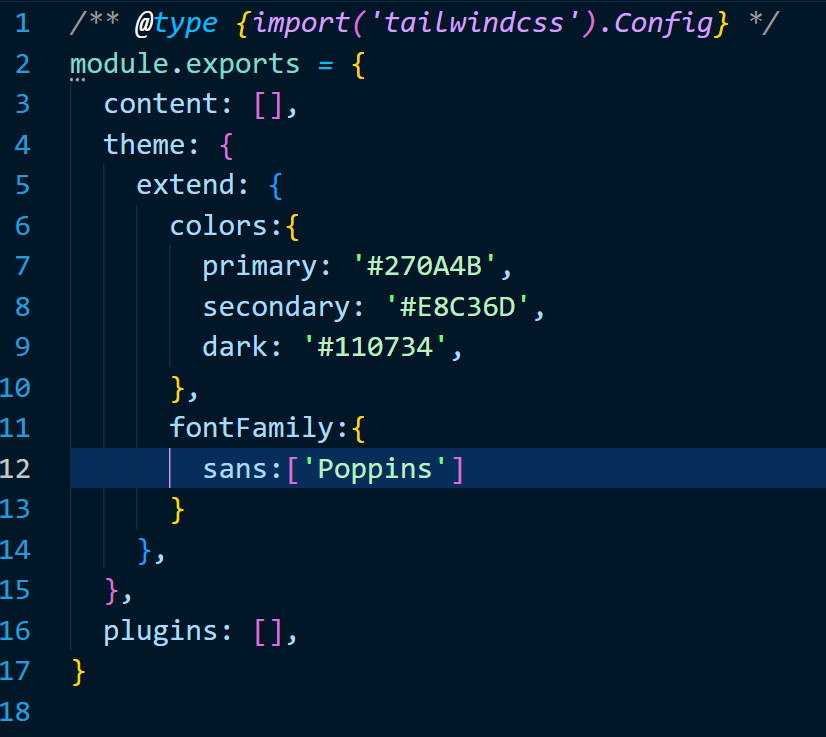 1 /** @type {import('tailwindcss').Config} */
2 module.exports = {
3   content: [],
4   theme: {
5     extend: {
6       colors:{
7         primary: '#270A4B',
8         secondary: '#E8C36D',
9         dark: '#110734',
10       },
11       fontFamily:{
12         sans:['Poppins']
13       }
14     },
15   },
16   plugins: [],
17 }
18